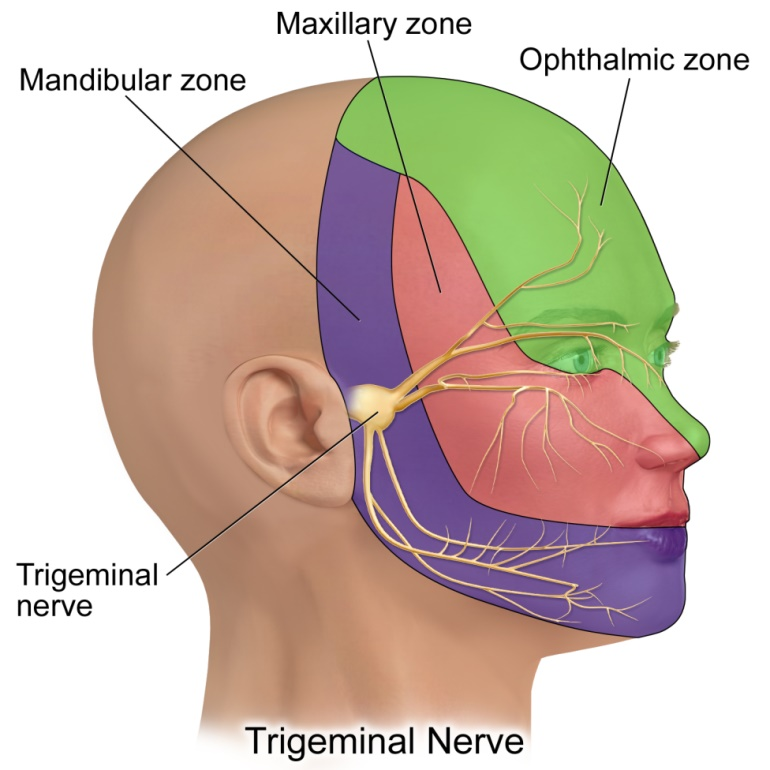 Maxillary zone
Ophthalmic zone
Mandibular zone
Trigeminal
nerve
Trigeminal Nerve